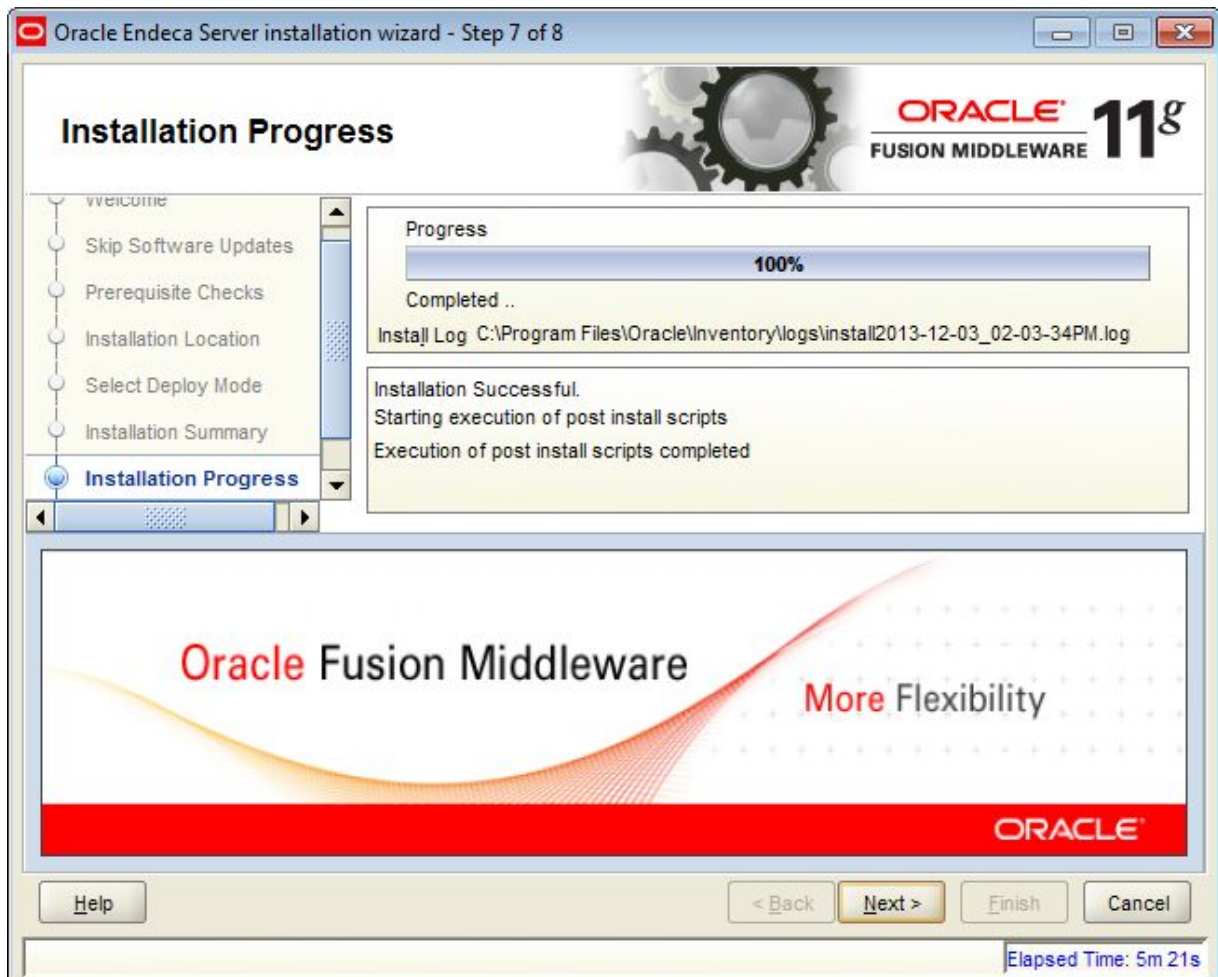 Oracle Endeca Server installation wizard - Step 7 of 8
Installation Progress
ORACLE
FUSION MIDDLEWARE
11g
Welcome
Skip Software Updates
Prerequisite Checks
Installation Location
Select Deploy Mode
Installation Summary
Installation Progress
Progress
100%
Completed ..
Install Log C:\Program Files\Oracle\Inventory\logs\install2013-12-03_02-03-34PM.log
Installation Successful.
Starting execution of post install scripts
Execution of post install scripts completed
Oracle Fusion Middleware
More Flexibility
ORACLE
Help
< Back
Next >
Finish
Cancel
Elapsed Time: 5m 21s